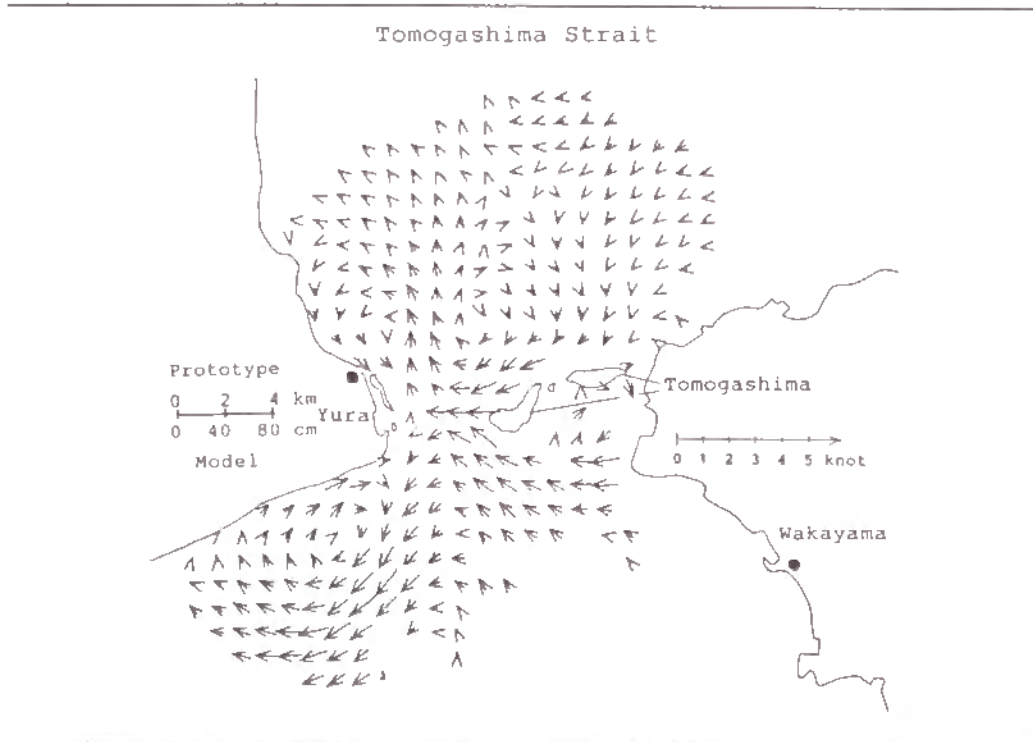 Tomogashima Strait
Prototype
0 2 4 km
0 40 80 cm
Model
Yura
Tomogashima
0 1 2 3 4 5 knot
Wakayama